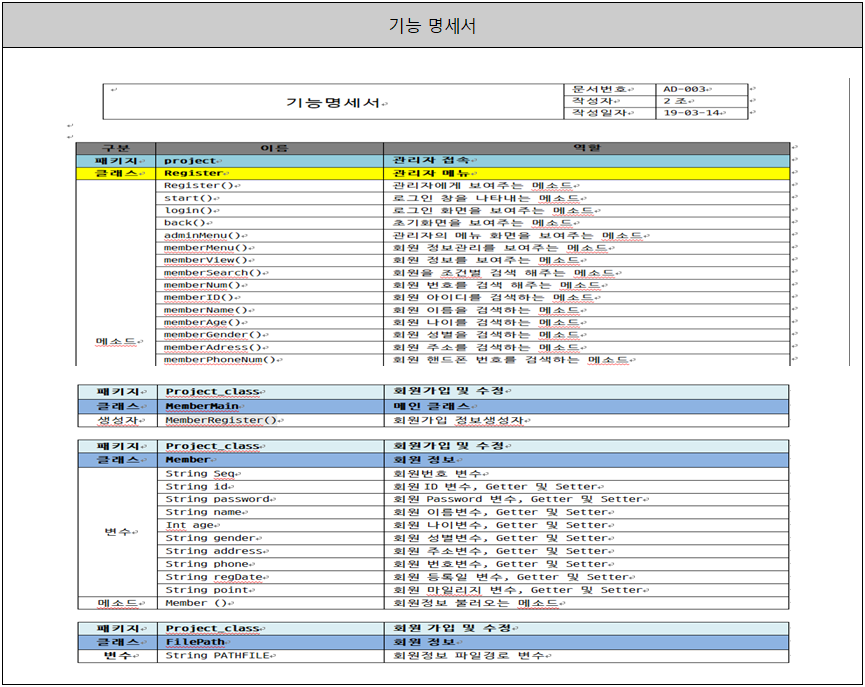 기능 명세서
기능명세서
문서번호 AD-003
작성자 2 조
작성일자 19-03-14
구분 이름 역할
패키지 project 관리자 접속
클래스 Register 관리자 메뉴
메소드
Register() 관리자에게 보여주는 메소드
start() 로그인 창을 나타내는 메소드
login() 로그인 화면을 보여주는 메소드
back() 초기화면을 보여주는 메소드
adminMenu() 관리자의 메뉴 화면을 보여주는 메소드
memberMenu() 회원 정보관리를 보여주는 메소드
memberView() 회원 정보를 보여주는 메소드
memberSearch() 회원을 조건별 검색 해주는 메소드
memberNum() 회원 번호를 검색 해주는 메소드
memberID() 회원 아이디를 검색하는 메소드
memberName() 회원 이름을 검색하는 메소드
memberAge() 회원 나이를 검색하는 메소드
memberGender() 회원 성별을 검색하는 메소드
memberAdress() 회원 주소를 검색하는 메소드
memberPhoneNum() 회원 핸드폰 번호를 검색하는 메소드
패키지 Project_class 회원가입 및 수정
클래스 MemberMain 메인 클래스
생성자 MemberRegister() 회원가입 정보생성자
패키지 Project_class 회원가입 및 수정
클래스 Member 회원 정보
변수
String Seq 회원번호 변수
String id 회원 ID 변수, Getter 및 Setter
String password 회원 Password 변수, Getter 및 Setter
String name 회원 이름변수, Getter 및 Setter
Int age 회원 나이변수, Getter 및 Setter
String gender 회원 성별변수, Getter 및 Setter
String address 회원 주소변수, Getter 및 Setter
String phone 회원 번호변수, Getter 및 Setter
String regDate 회원 등록일 변수, Getter 및 Setter
String point 회원 마일리지 변수, Getter 및 Setter
메소드 Member () 회원정보 불러오는 메소드
패키지 Project_class 회원 가입 및 수정
클래스 FilePath 회원 정보
변수 String PATHFILE 회원정보 파일경로 변수